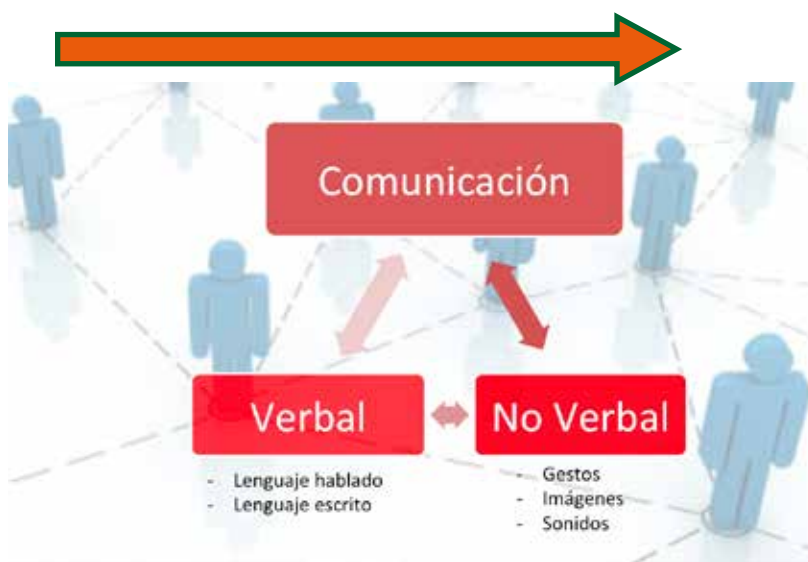 Comunicación
Verbal
No Verbal
- Lenguaje hablado
- Lenguaje escrito
- Gestos
- Imágenes
- Sonidos